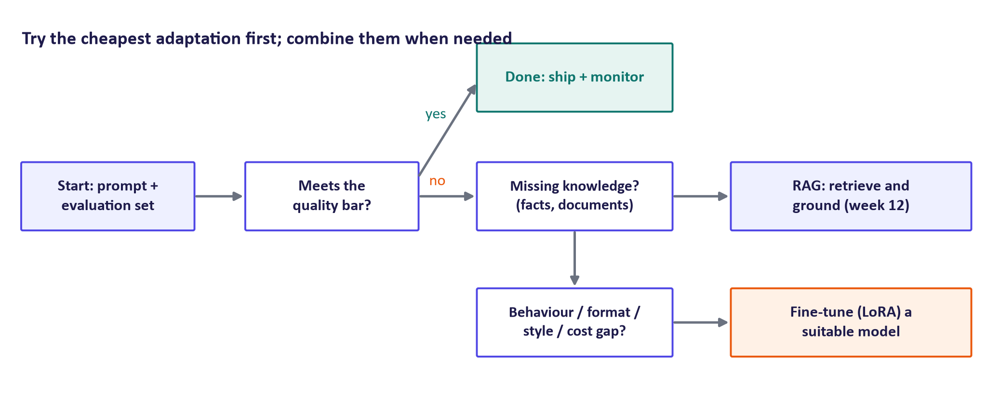 Try the cheapest adaptation first; combine them when needed
Done: ship + monitor
yes
no
Start: prompt +
evaluation set
Meets the
quality bar?
Missing knowledge?
(facts, documents)
RAG: retrieve and
ground (week 12)
Behaviour / format /
style / cost gap?
Fine-tune (LoRA) a
suitable model